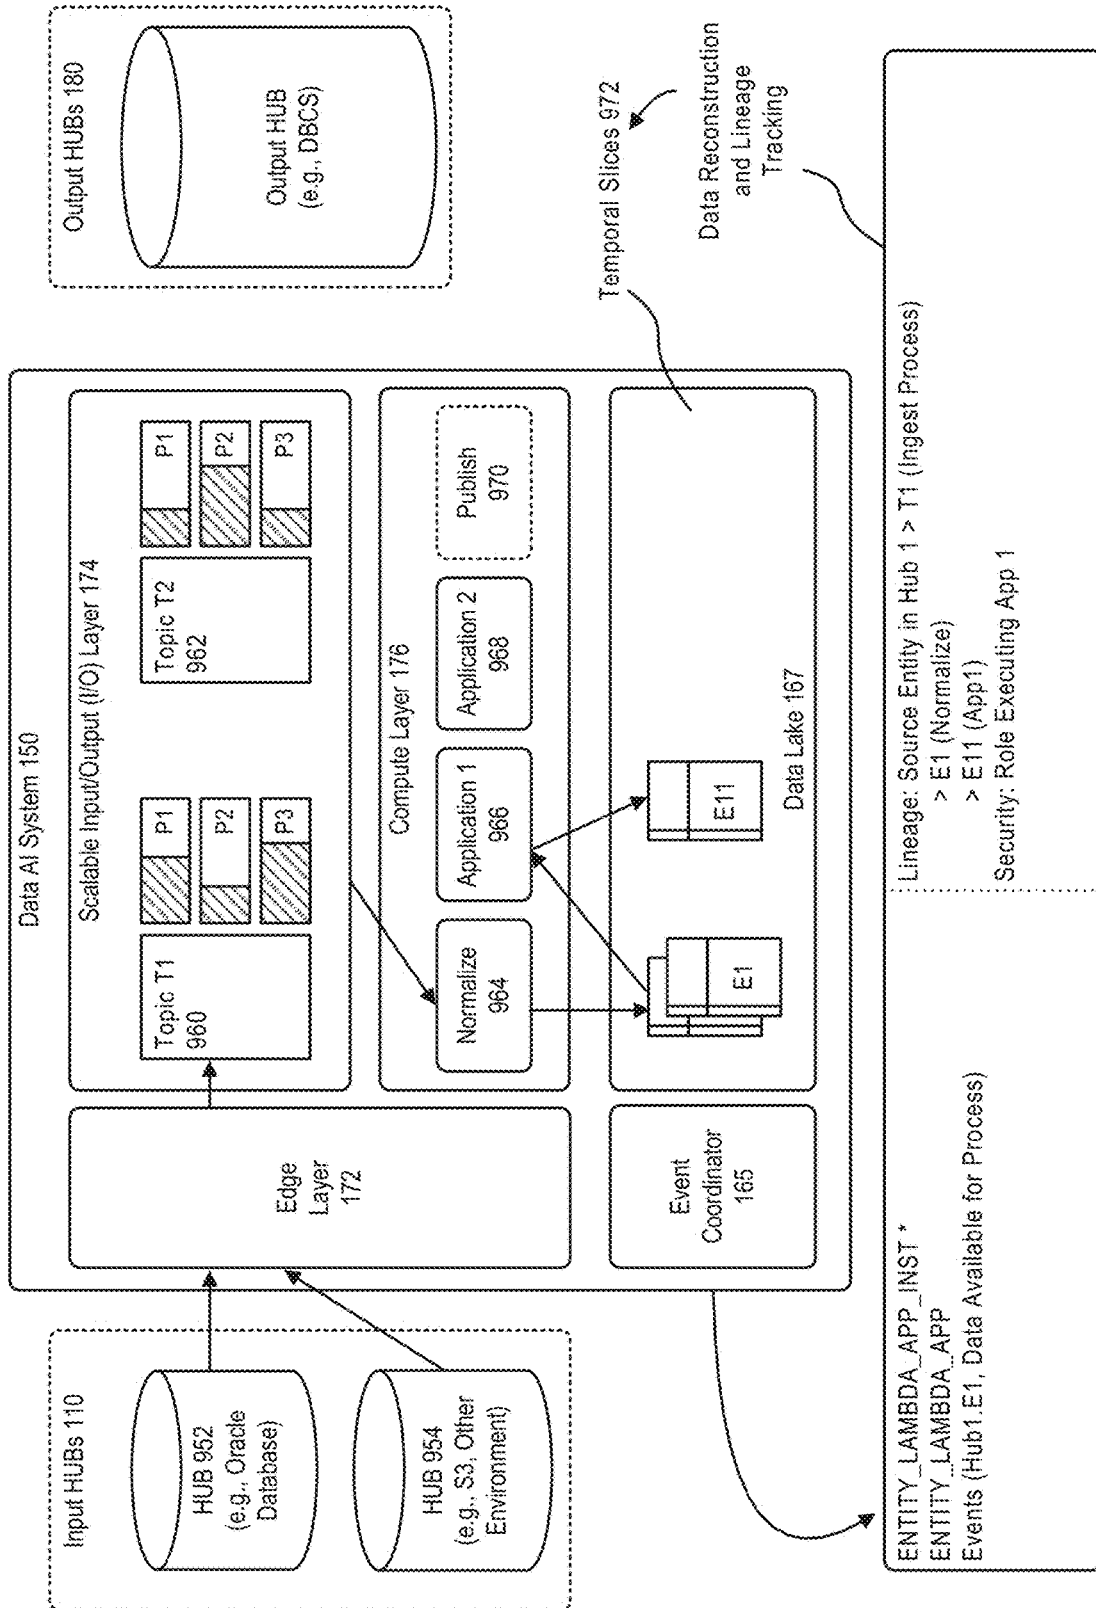 Input HUBs 110
HUB 952
(e.g., Oracle
Database)
HUB 954
(e.g., S3, Other
Environment)
Data AI System 150
Edge
Layer
172
Scalable Input/Output (I/O) Layer 174
Topic T1
960
P1
P2
P3
Topic T2
962
P1
P2
P3
Compute Layer 176
Normalize
964
Application 1
966
Application 2
968
Publish
970
Event
Coordinator
165
E1
E11
Data Lake 167
Output HUBs 180
Output HUB
(e.g., DBCS)
Temporal Slices 972
Data Reconstruction
and Lineage
Tracking
ENTITY_LAMBDA_APP_INST *
ENTITY_LAMBDA_APP
Events (Hub1.E1, Data Available for Process)
Lineage: Source Entity in Hub 1 > T1 (Ingest Process)
> E1 (Normalize)
> E11 (App1)
Security: Role Executing App 1